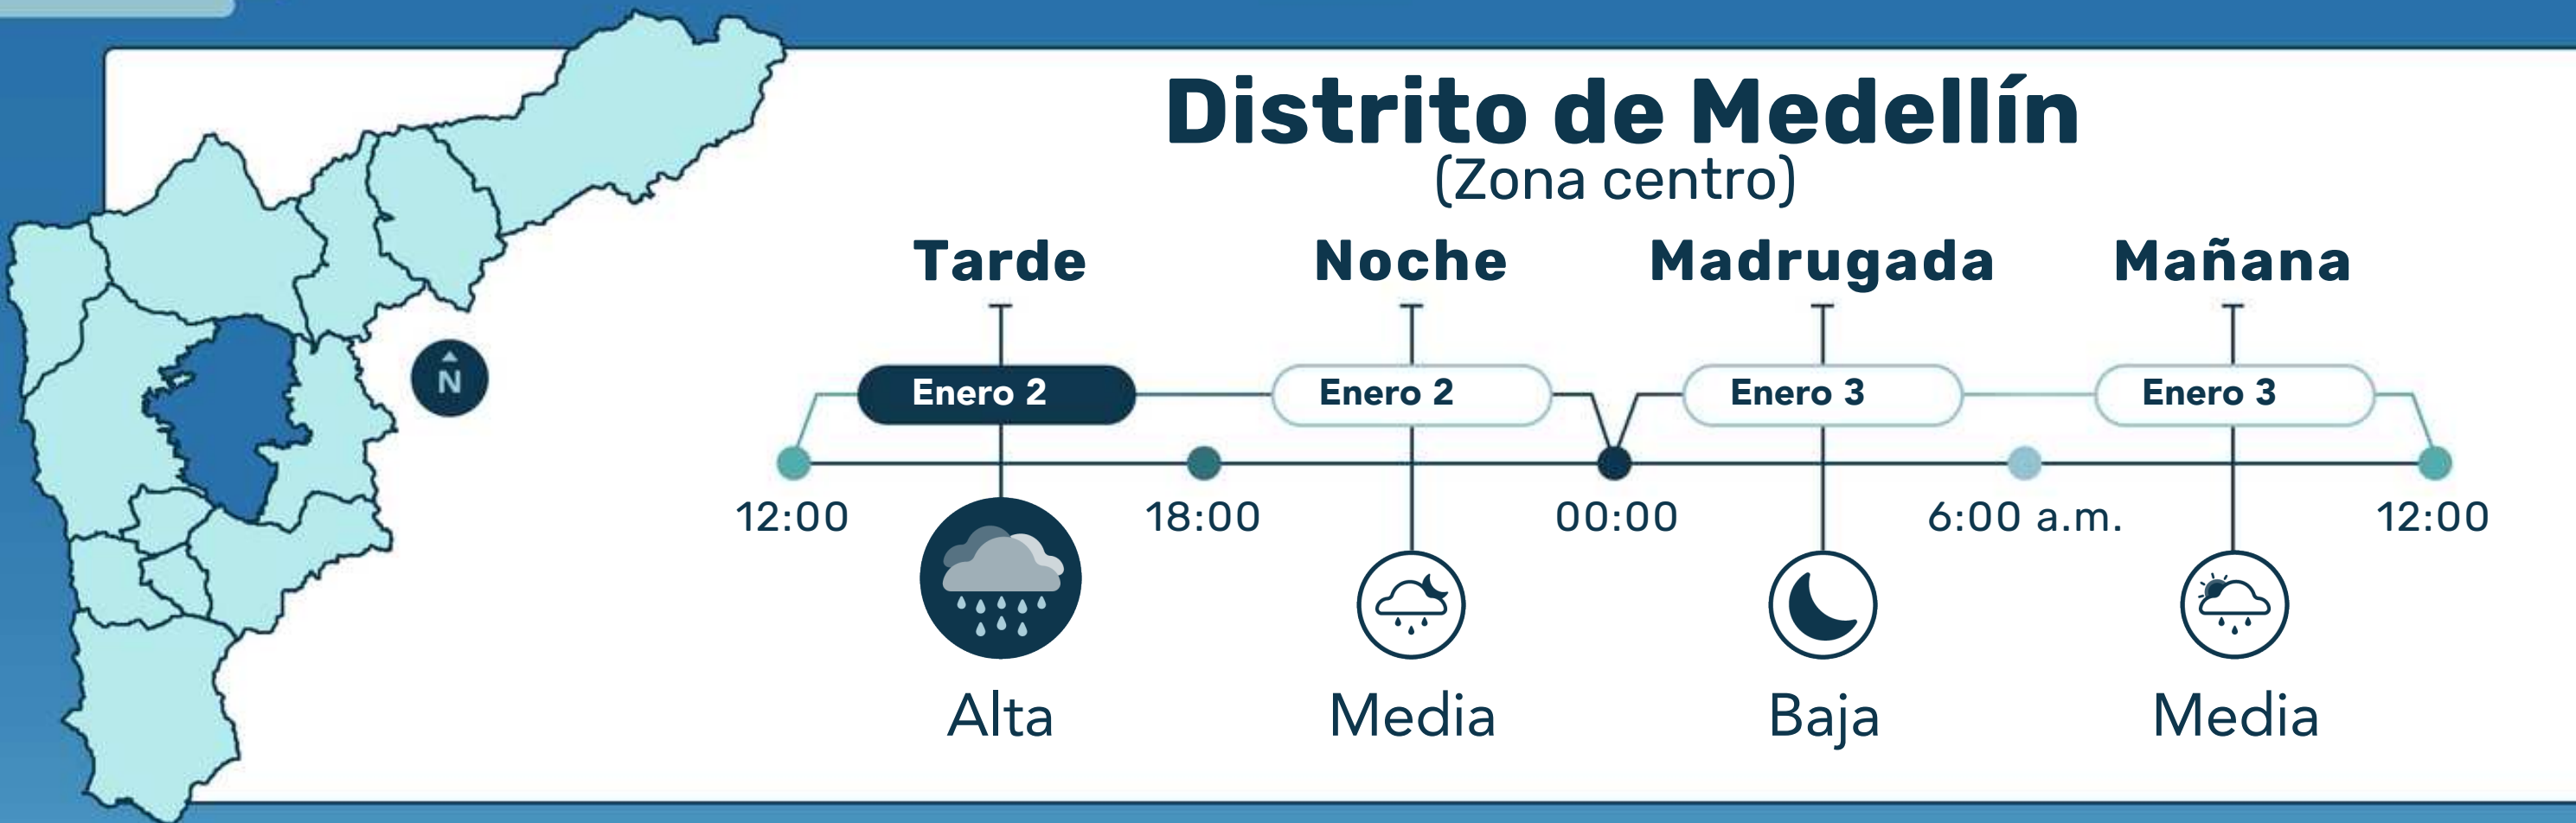 Distrito de Medellín
(Zona centro)
Tarde Noche Madrugada Mañana
Enero 2 Enero 2 Enero 3 Enero 3
N
12:00 18:00 00:00 6:00 a.m. 12:00
Alta Media Baja Media